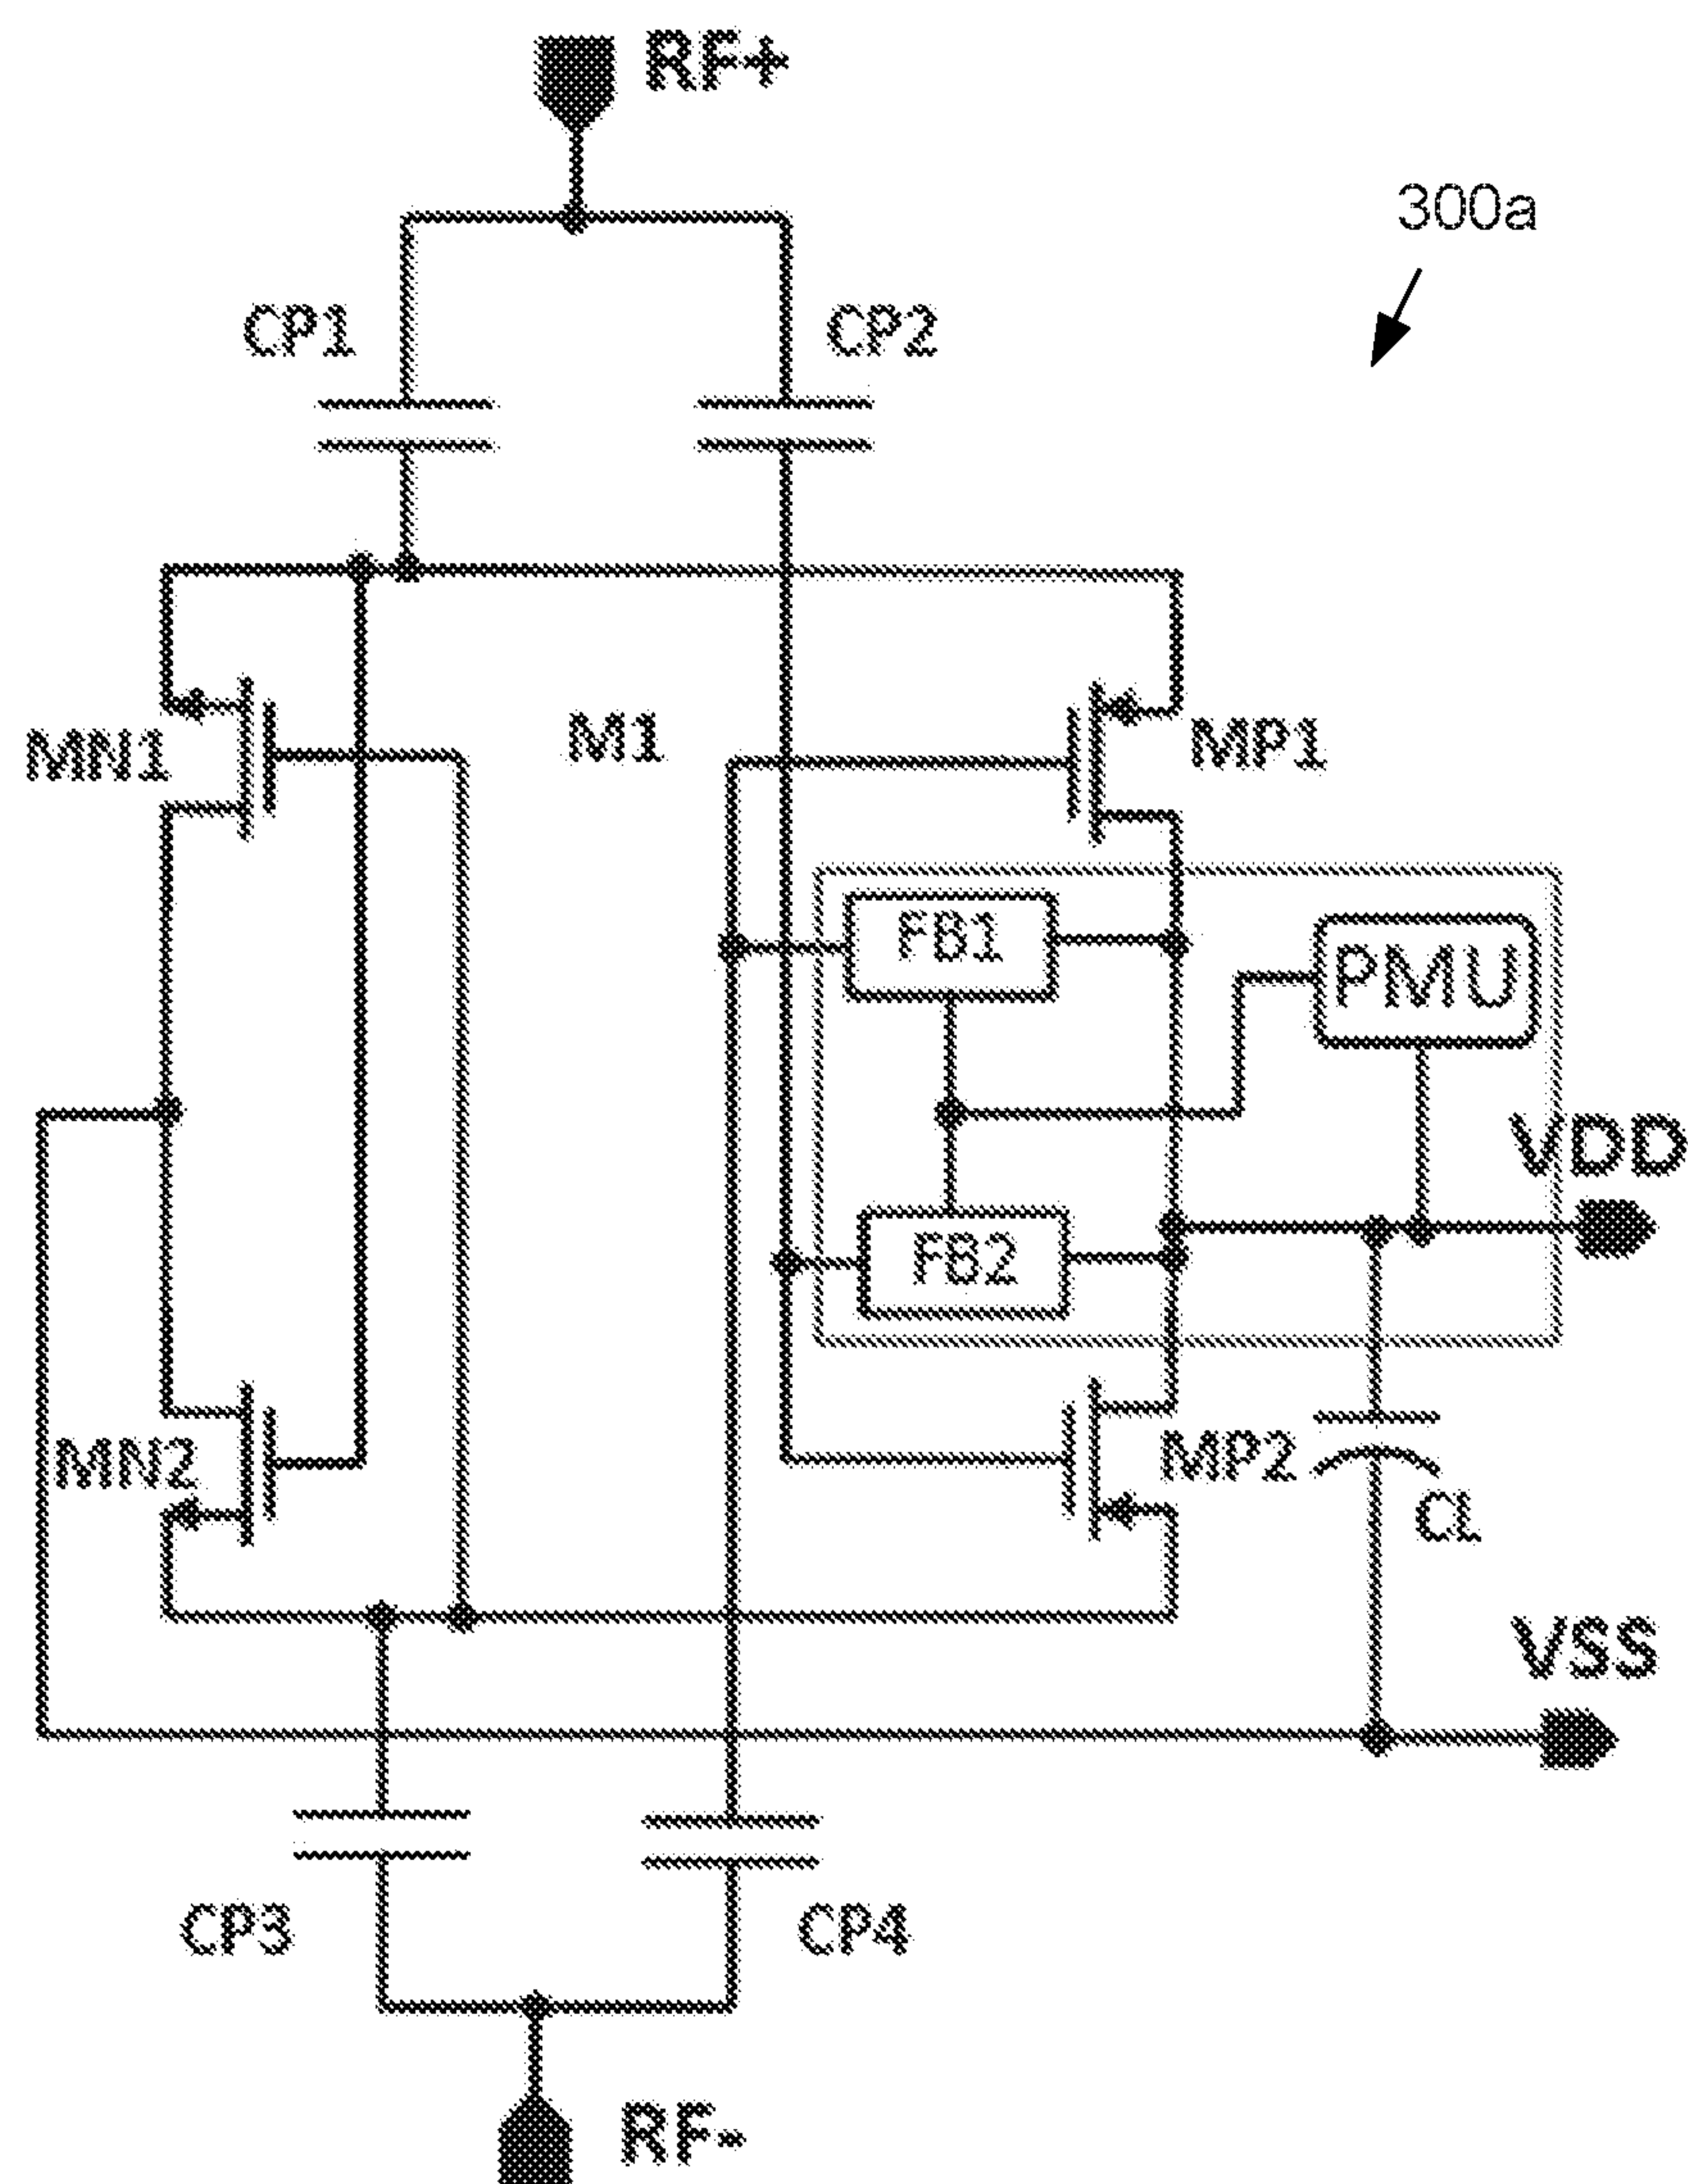 RF+
300a
CP1
CP2
MN1
M1
MP1
FB1
PMU
VDD
FB2
MN2
MP2
CL
VSS
CP3
CP4
RF-